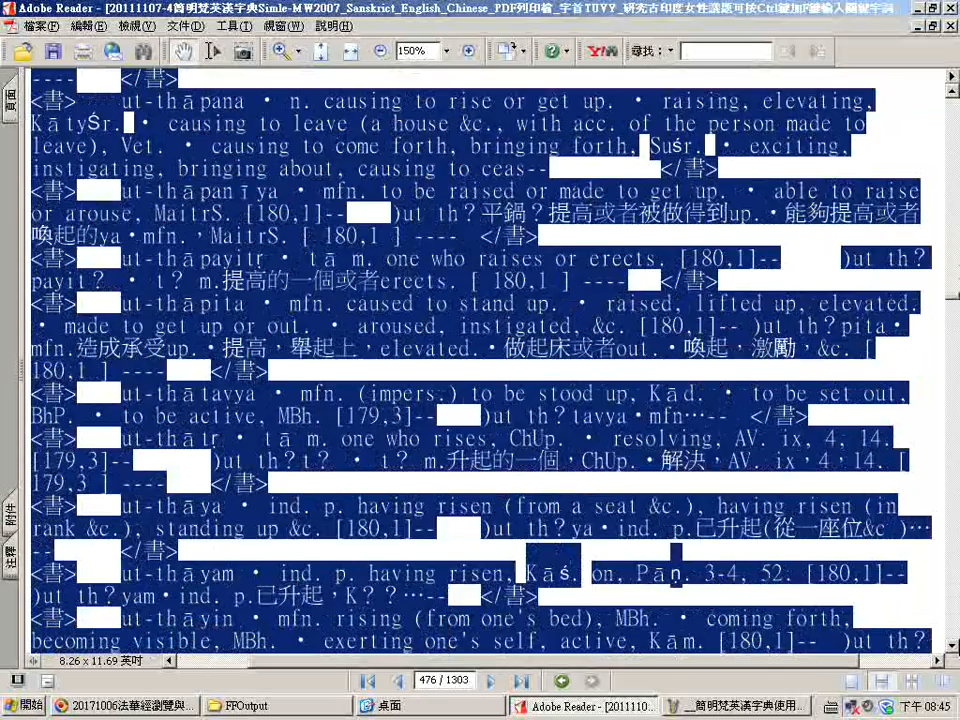 Adobe Reader - [20111107-4簡明梵英漢字典Simle-MW2007_Sanskrict_English_Chinese_PDF列印檔_字首TUVY_研究古印度女性議題可按Ctrl鍵加F鍵輸入關鍵字詞
檔案(F) 編輯(E) 檢視(V) 文件(D) 工具(T) 視窗(W) 說明(H)
150% 尋找：
---- </書>
<書> ut-thāpana • n. causing to rise or get up. • raising, elevating,
KātyŚr. • causing to leave (a house &c., with acc. of the person made to
leave), Vet. • causing to come forth, bringing forth, Suśr. • exciting,
instigating, bringing about, causing to ceas-- </書>
<書> ut-thāpanīya • mfn. to be raised or made to get up. • able to raise
or arouse, MaitrS. [180,1]-- )ut th？平鍋？提高或者被做得到up.•能夠提高或者
喚起的ya•mfn.，MaitrS. [ 180,1 ] ---- </書>
<書> ut-thāpayitṛ • tā m. one who raises or erects. [180,1]-- )ut th？
payit？ • t？ m.提高的一個或者erects. [ 180,1 ] ---- </書>
<書> ut-thāpita • mfn. caused to stand up. • raised, lifted up, elevated.
• made to get up or out. • aroused, instigated, &c. [180,1]-- )ut th？pita•
mfn.造成承受up.•提高，舉起上，elevated.•做起床或者out.•喚起，激勵，&c. [
180,1 ] ---- </書>
<書> ut-thātavya • mfn. (impers.) to be stood up, Kād. • to be set out,
BhP. • to be active, MBh. [179,3]-- )ut th？tavya•mfn…-- </書>
<書> ut-thātṛ • tā m. one who rises, ChUp. • resolving, AV. ix, 4, 14.
[179,3]-- )ut th？t？ • t？ m.升起的一個，ChUp.•解決，AV. ix，4，14. [
179,3 ] ---- </書>
<書> ut-thāya • ind. p. having risen (from a seat &c.), having risen (in
rank &c.), standing up &c. [180,1]-- )ut th？ya•ind. p.已升起(從一座位&c )…
-- </書>
<書> ut-thāyam • ind. p. having risen, Kāś. on, Pāṇ. 3-4, 52. [180,1]--
)ut th？yam•ind. p.已升起，K？？…-- </書>
<書> ut-thāyin • mfn. rising (from one's bed), MBh. • coming forth,
becoming visible, MBh. • exerting one's self, active, Kām. [180,1]-- )ut th？
頁面
附件
註釋
8.26 x 11.69 英吋
476 / 1303
開始 20171006法華經瀏覽與... FFOutput 桌面 Adobe Reader - [2011110... __簡明梵英漢字典使用... 下午 08:45